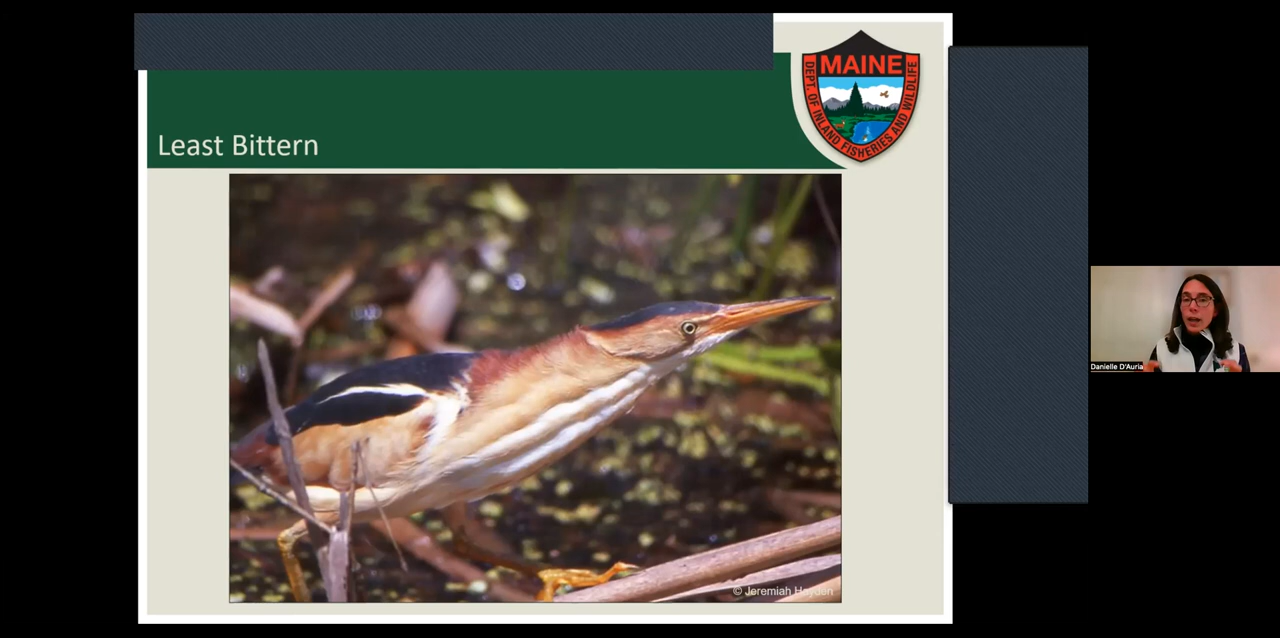 MAINE
DEPT. OF INLAND FISHERIES AND WILDLIFE
Least Bittern
Danielle D'Auria
© Jeremiah Hayden